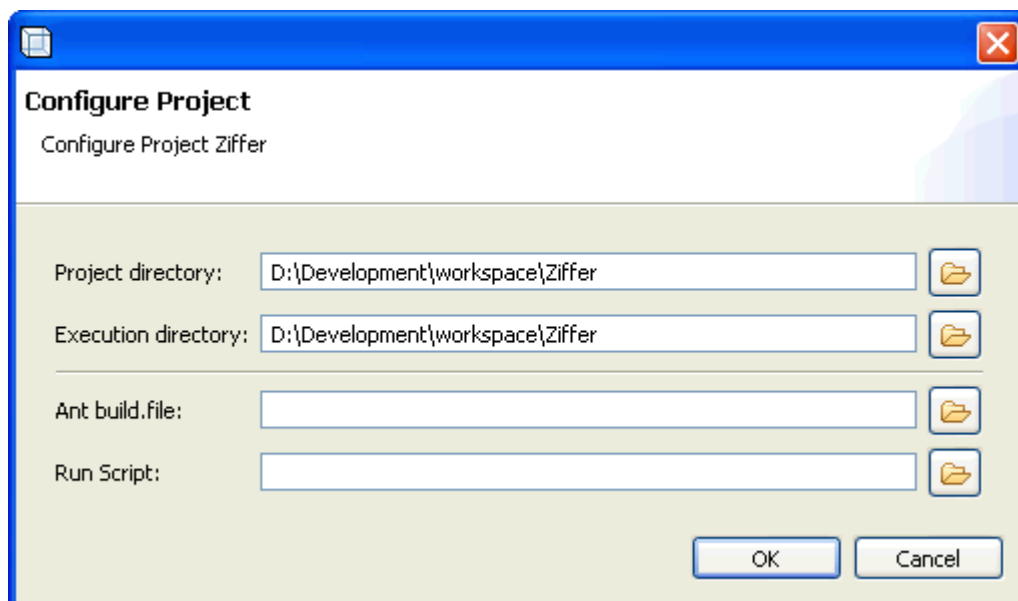 Configure Project
Configure Project Ziffer
Project directory: D:\Development\workspace\Ziffer
Execution directory: D:\Development\workspace\Ziffer
Ant build.file:
Run Script:
OK Cancel